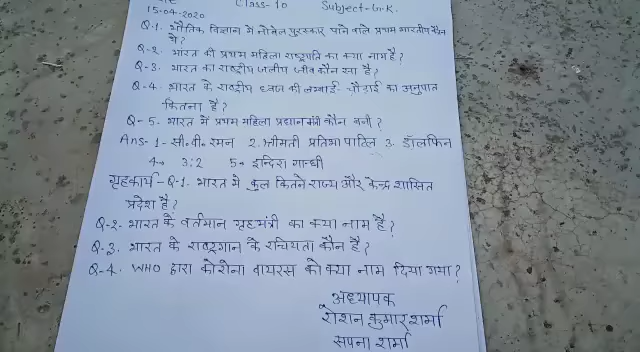 15-04-2020 Class-10 Subject-G.K.
Q-1. भौतिक विज्ञान में नोबेल पुरस्कार पाने वाले प्रथम भारतीय कौन
थे?
Q-2. भारत की प्रथम महिला राष्ट्रपति का क्या नाम है?
Q-3. भारत का राष्ट्रीय जलीय जीव कौन सा है?
Q-4. भारत के राष्ट्रीय ध्वज की लम्बाई- चौड़ाई का अनुपात
कितना है?
Q-5. भारत में प्रथम महिला प्रधानमंत्री कौन बनी?
Ans- 1- सी.वी. रमन 2. श्रीमती प्रतिभा पाटिल 3. डॉलफिन
4→ 3:2 5• इन्दिरा गान्धी
गृहकार्य - Q-1. भारत मे कुल कितने राज्य और केन्द्र शासित
प्रदेश है?
Q-2. भारत के वर्तमान गृहमंत्री का क्या नाम है?
Q-3. भारत के राष्ट्रगान के रचियता कौन है?
Q-4. WHO द्वारा कोरोना वायरस को क्या नाम दिया गया?
अध्यापक
रोशन कुमार शर्मा
सपना शर्मा